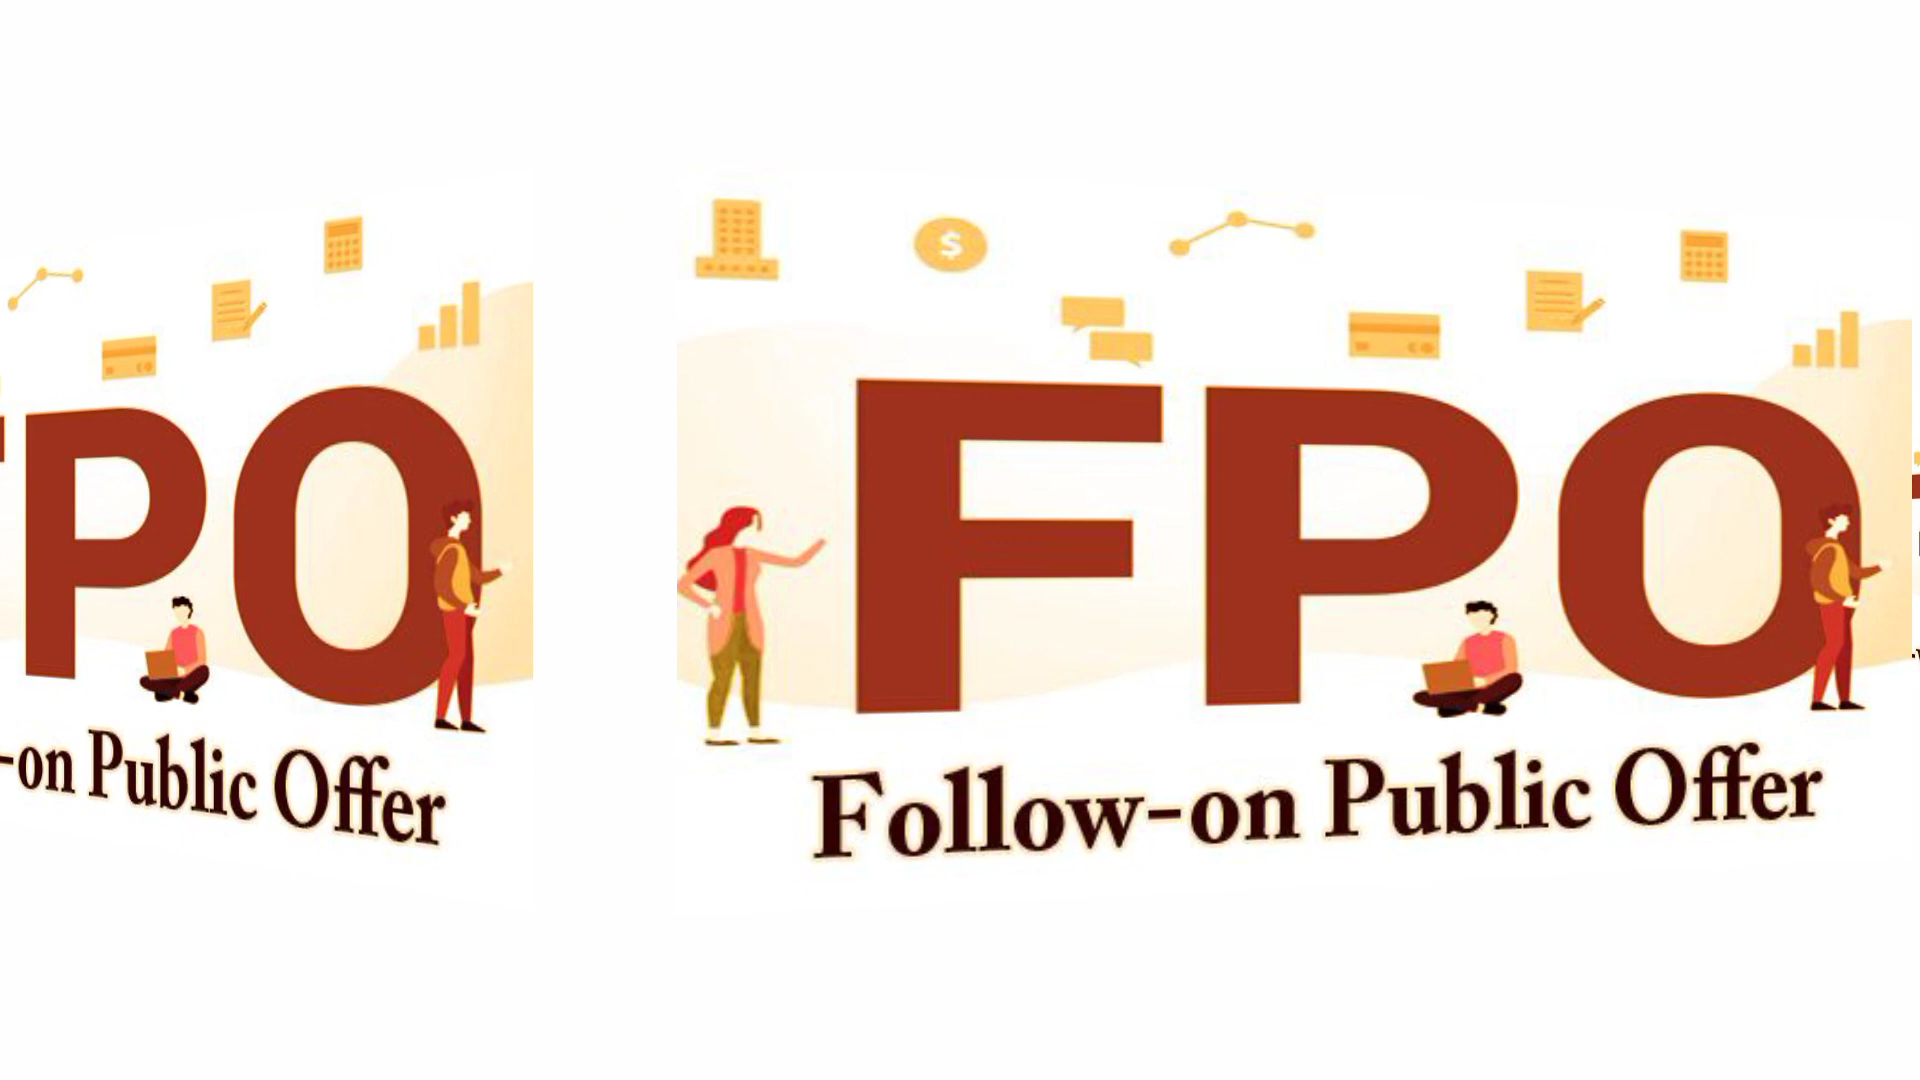 PO
-on Public Offer
$
FPO
Follow-on Public Offer